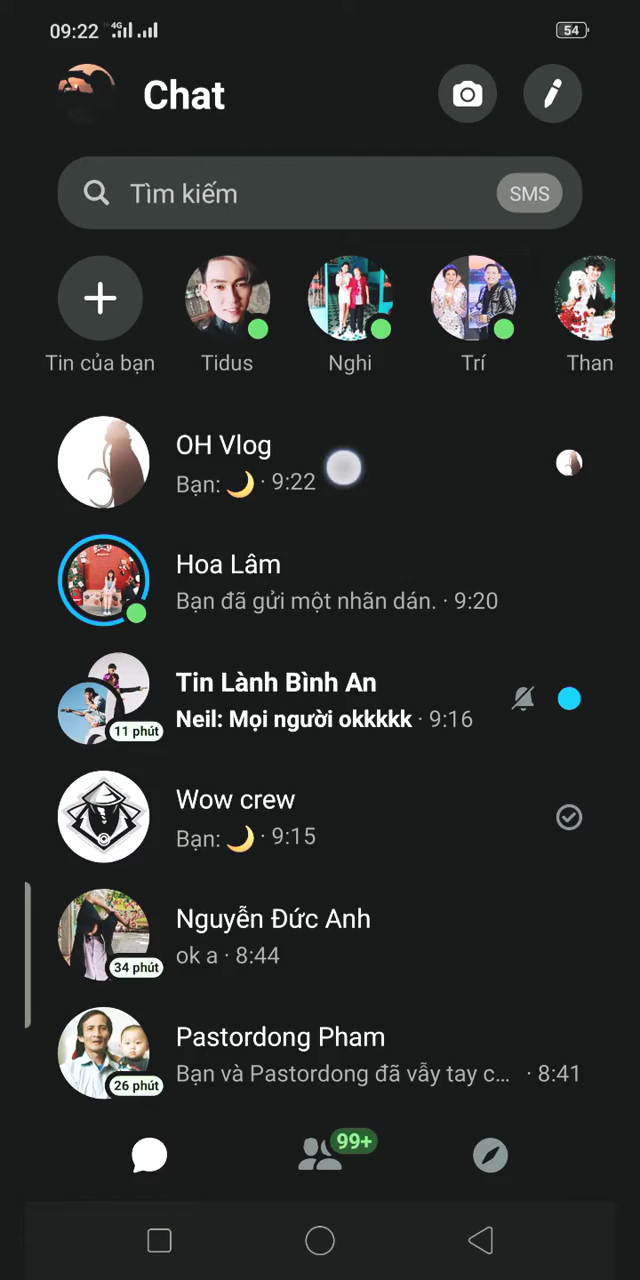 09:22 4G 54
Chat
Tìm kiếm SMS
Tin của bạn Tidus Nghi Trí Than
OH Vlog
Bạn: 🌙 · 9:22
Hoa Lâm
Bạn đã gửi một nhãn dán. · 9:20
Tin Lành Bình An
Neil: Mọi người okkkkk · 9:16
11 phút
Wow crew
Bạn: 🌙 · 9:15
Nguyễn Đức Anh
ok a · 8:44
34 phút
Pastordong Pham
Bạn và Pastordong đã vẫy tay c... · 8:41
26 phút
99+